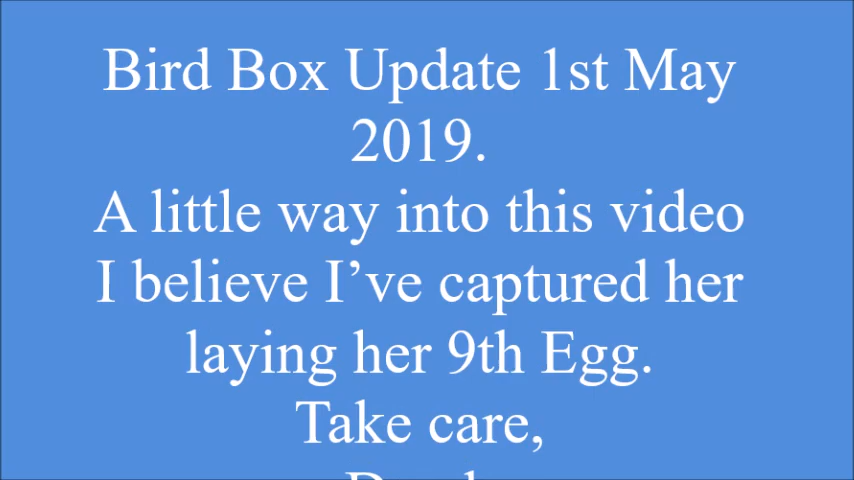 Bird Box Update 1st May
2019.
A little way into this video
I believe I’ve captured her
laying her 9th Egg.
Take care,